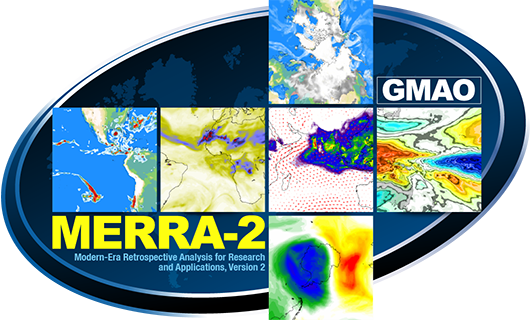 GMAO
MERRA-2
Modern-Era Retrospective Analysis for Research
and Applications, Version 2